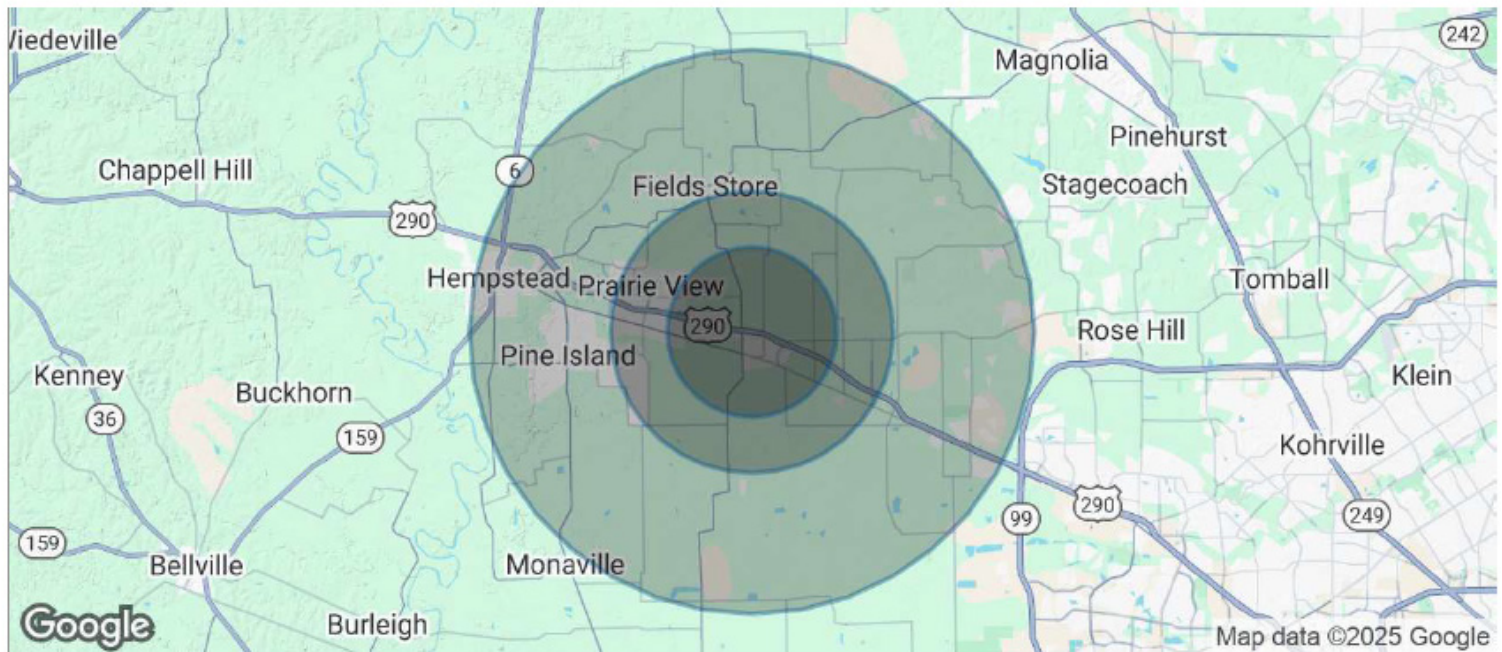 Wiedeville
242
Magnolia
Pinehurst
6
Chappell Hill
Fields Store
Stagecoach
290
Hempstead
Prairie View
Tomball
290
Rose Hill
Pine Island
Kenney
Buckhorn
Klein
36
159
Kohrville
290
99
249
159
Bellville
Monaville
Google
Burleigh
Map data ©2025 Google